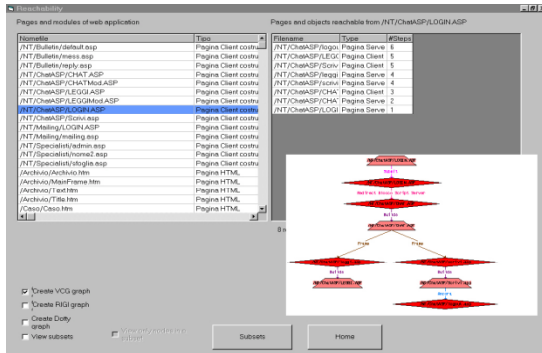 Reachability
Pages and modules of web application
Pages and objects reachable from /NT/ChatASP/LOGIN.ASP
Nomefile Tipo
/NT/Bulletin/default.asp Pagina Client costru
/NT/Bulletin/mess.asp Pagina Client costru
/NT/Bulletin/reply.asp Pagina Client costru
/NT/ChatASP/CHAT.ASP Pagina Client costru
/NT/ChatASP/CHATMod.ASP Pagina Client costru
/NT/ChatASP/LEGGI.ASP Pagina Client costru
/NT/ChatASP/LEGGIMod.ASP Pagina Client costru
/NT/ChatASP/LOGIN.ASP Pagina Client costru
/NT/ChatASP/Scrivi.asp Pagina Client costru
/NT/Mailing/LOGIN.ASP Pagina Client costru
/NT/Mailing/mailing.asp Pagina Client costru
/NT/Specialisti/admin.asp Pagina Client costru
/NT/Specialisti/nome2.asp Pagina Client costru
/NT/Specialisti/sfoglie.asp Pagina Client costru
/Archivio/Archivio.htm Pagina HTML
/Archivio/MainFrame.htm Pagina HTML
/Archivio/Text.htm Pagina HTML
/Archivio/Title.htm Pagina HTML
/Caso/Caso.htm Pagina HTML
Filename Type #Steps
/NT/ChatASP/logou Pagina Serve 6
/NT/ChatASP/LEGG Pagina Client 5
/NT/ChatASP/Scrivi Pagina Client 5
/NT/ChatASP/leggi Pagina Serve 4
/NT/ChatASP/scrivi Pagina Serve 4
/NT/ChatASP/CHA Pagina Client 3
/NT/ChatASP/CHA Pagina Serve 2
/NT/ChatASP/LOGI Pagina Serve 1
Submit
Builds
Frame Frame
Builds Builds
Create VCG graph
Create RIGI graph
Create Dotty graph
View subsets
Subsets
Home